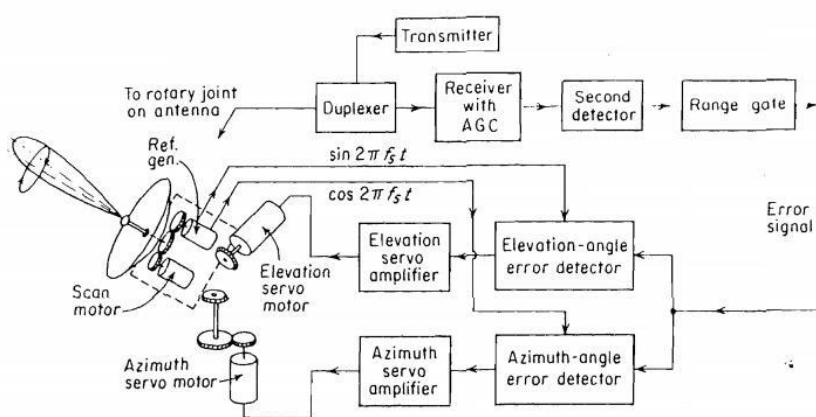 Transmitter
To rotary joint
on antenna
Duplexer
Receiver
with
AGC
Second
detector
Range gate
Ref.
gen.
sin 2π fs t
cos 2π fs t
Error
signal
Elevation
servo
motor
Elevation
servo
amplifier
Elevation-angle
error detector
Scan
motor
Azimuth
servo motor
Azimuth
servo
amplifier
Azimuth-angle
error detector